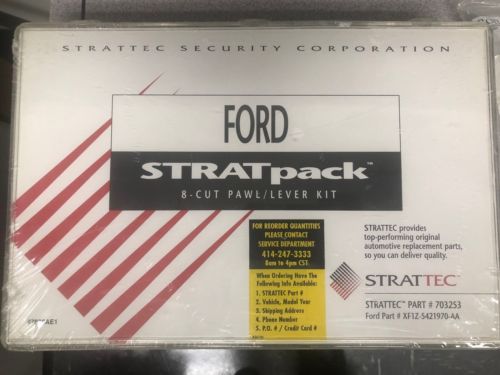 STRATTEC SECURITY CORPORATION
FORD
STRATpack™
8-CUT PAWL/LEVER KIT
FOR REORDER QUANTITIES
PLEASE CONTACT
SERVICE DEPARTMENT
414-247-3333
8am to 4pm CST.
When Ordering Have The
Following Info Available:
1. STRATTEC Part #
2. Vehicle, Model Year
3. Shipping Address
4. Phone Number
5. P.O. # / Credit Card #
STRATTEC provides
top-performing original
automotive replacement parts,
so you can deliver quality.
STRATTEC
STRATTEC™ PART # 703253
Ford Part # XF1Z-5421970-AA